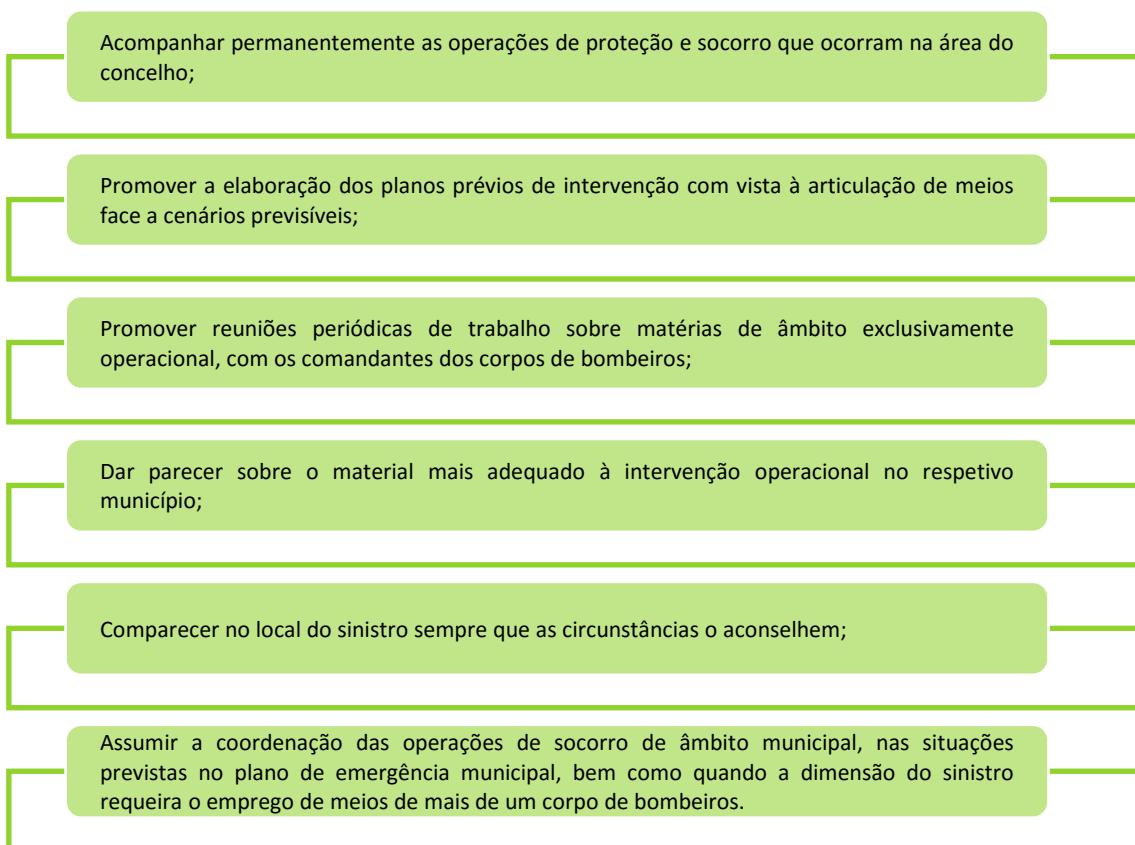 Acompanhar permanentemente as operações de proteção e socorro que ocorram na área do
concelho;
Promover a elaboração dos planos prévios de intervenção com vista à articulação de meios
face a cenários previsíveis;
Promover reuniões periódicas de trabalho sobre matérias de âmbito exclusivamente
operacional, com os comandantes dos corpos de bombeiros;
Dar parecer sobre o material mais adequado à intervenção operacional no respetivo
município;
Comparecer no local do sinistro sempre que as circunstâncias o aconselhem;
Assumir a coordenação das operações de socorro de âmbito municipal, nas situações
previstas no plano de emergência municipal, bem como quando a dimensão do sinistro
requeira o emprego de meios de mais de um corpo de bombeiros.